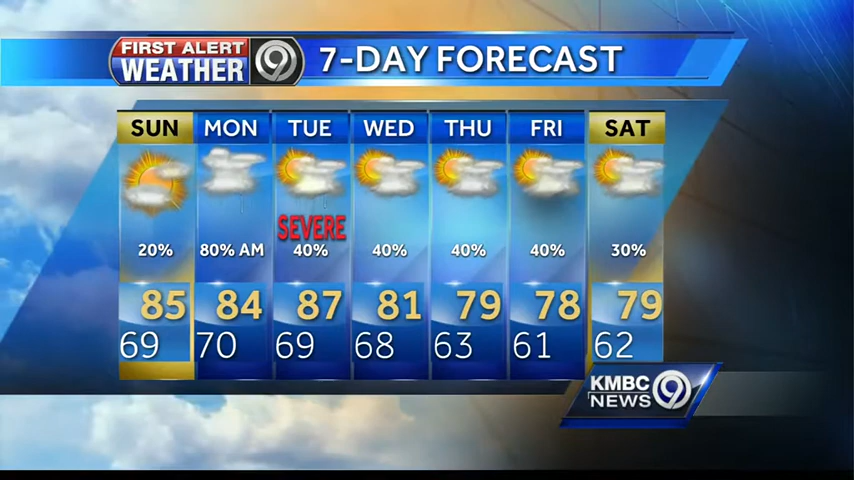 FIRST ALERT
WEATHER 9
7-DAY FORECAST
SUN MON TUE WED THU FRI SAT
SEVERE
20% 80% AM 40% 40% 40% 40% 30%
85 84 87 81 79 78 79
69 70 69 68 63 61 62
KMBC
NEWS 9